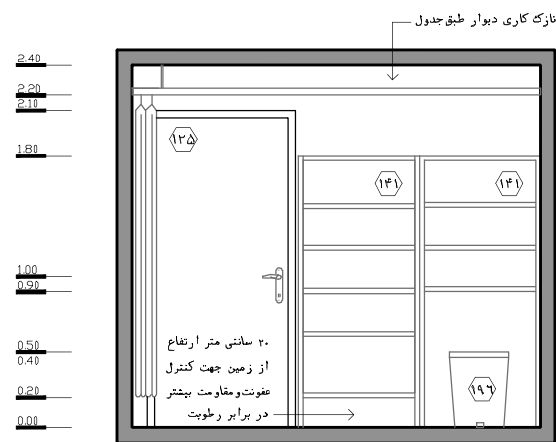 نازک کاری دیوار طبق جدول
2.40
2.20
2.10
1.80
1.00
0.90
0.50
0.40
0.20
0.00
۱۲۵
۱۴۱
۱۴۱
۲۰ سانتی متر ارتفاع
از زمین جهت کنترل
عفونت و مقاومت بیشتر
در برابر رطوبت
۱۹۶